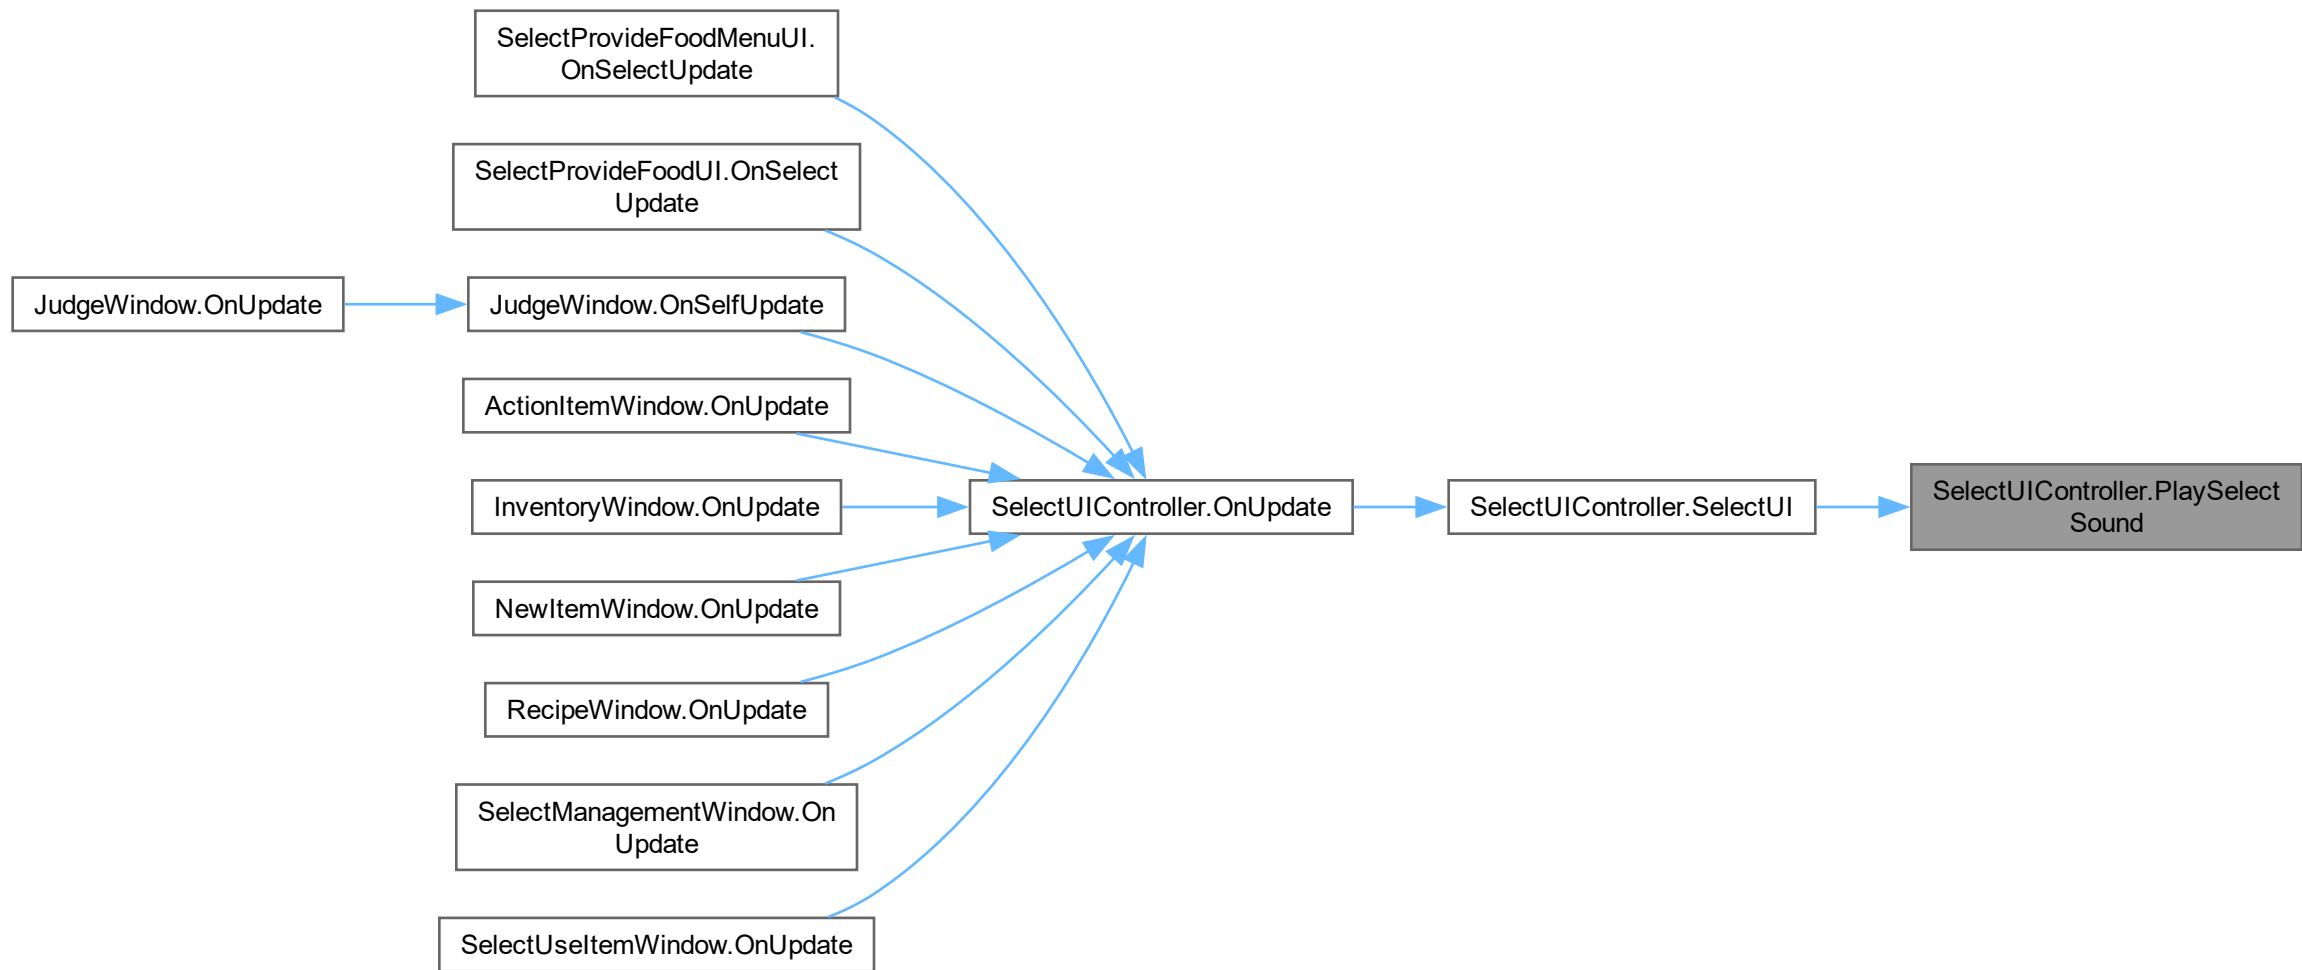 SelectProvideFoodMenuUI.
OnSelectUpdate
SelectProvideFoodUI.OnSelect
Update
JudgeWindow.OnUpdate
JudgeWindow.OnSelfUpdate
ActionItemWindow.OnUpdate
InventoryWindow.OnUpdate
SelectUIController.OnUpdate
SelectUIController.SelectUI
SelectUIController.PlaySelect
Sound
NewItemWindow.OnUpdate
RecipeWindow.OnUpdate
SelectManagementWindow.On
Update
SelectUseItemWindow.OnUpdate